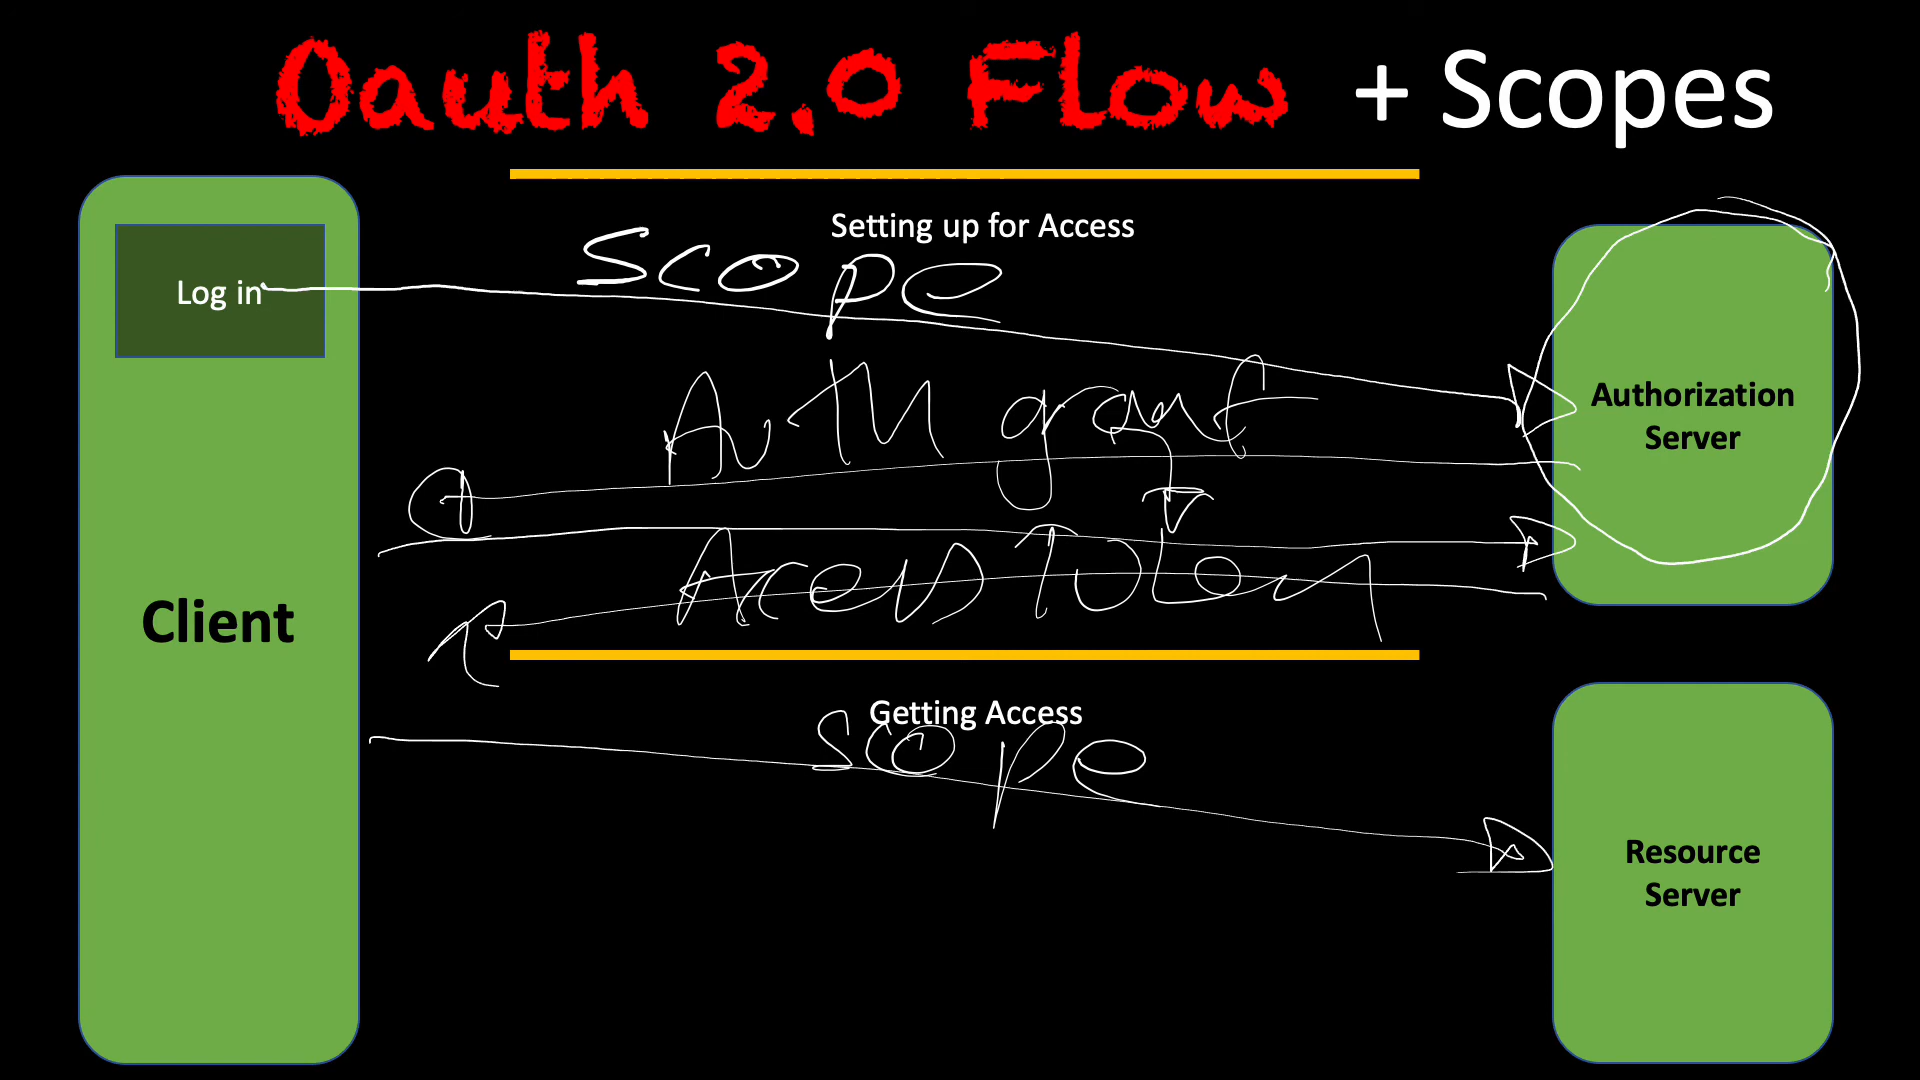 Oauth 2.0 Flow + Scopes
Setting up for Access
Log in
Scope
Authorization
Server
Auth grant
Access Token
Client
Getting Access
scope
Resource
Server